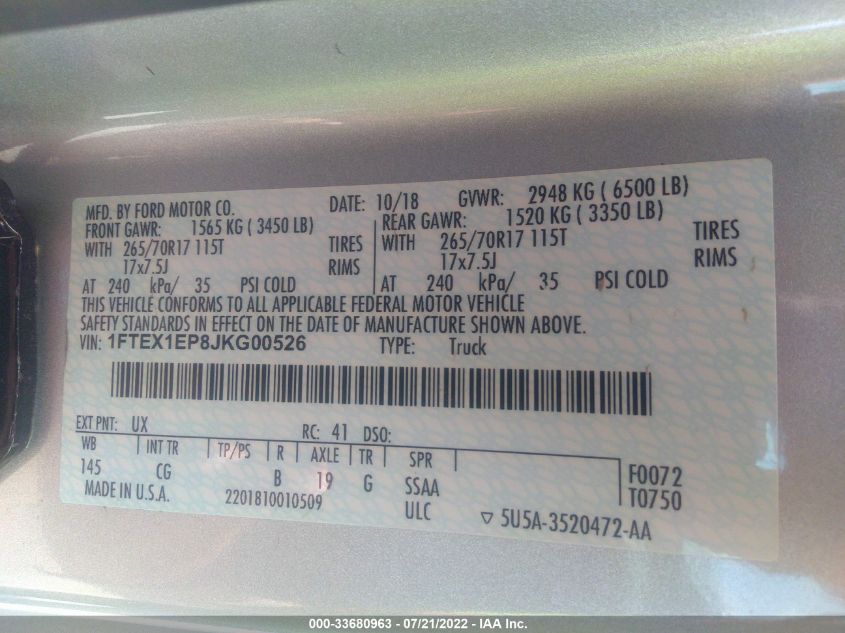 MFD. BY FORD MOTOR CO. DATE: 10/18 GVWR: 2948 KG ( 6500 LB)
FRONT GAWR: 1565 KG ( 3450 LB) REAR GAWR: 1520 KG ( 3350 LB)
WITH 265/70R17 115T TIRES WITH 265/70R17 115T TIRES
17x7.5J RIMS 17x7.5J RIMS
AT 240 kPa/ 35 PSI COLD AT 240 kPa/ 35 PSI COLD
THIS VEHICLE CONFORMS TO ALL APPLICABLE FEDERAL MOTOR VEHICLE
SAFETY STANDARDS IN EFFECT ON THE DATE OF MANUFACTURE SHOWN ABOVE.
VIN: 1FTEX1EP8JKG00526 TYPE: Truck
EXT PNT: UX RC: 41 DSO:
WB INT TR TP/PS R AXLE TR SPR
145 CG B 19 G SSAA F0072
ULC T0750
MADE IN U.S.A. 2201810010509 ▽ 5U5A-3520472-AA
000-33680963 - 07/21/2022 - IAA Inc.